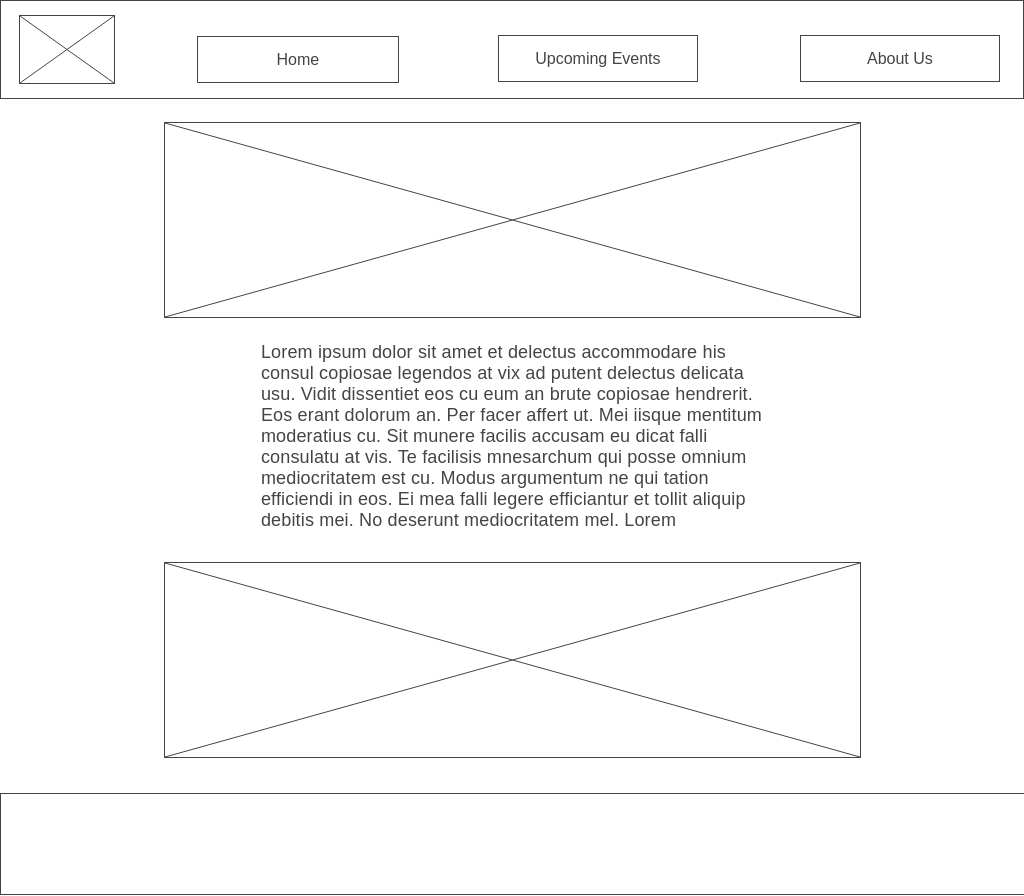 Home
Upcoming Events
About Us
Lorem ipsum dolor sit amet et delectus accommodare his
consul copiosae legendos at vix ad putent delectus delicata
usu. Vidit dissentiet eos cu eum an brute copiosae hendrerit.
Eos erant dolorum an. Per facer affert ut. Mei iisque mentitum
moderatius cu. Sit munere facilis accusam eu dicat falli
consulatu at vis. Te facilisis mnesarchum qui posse omnium
mediocritatem est cu. Modus argumentum ne qui tation
efficiendi in eos. Ei mea falli legere efficiantur et tollit aliquip
debitis mei. No deserunt mediocritatem mel. Lorem